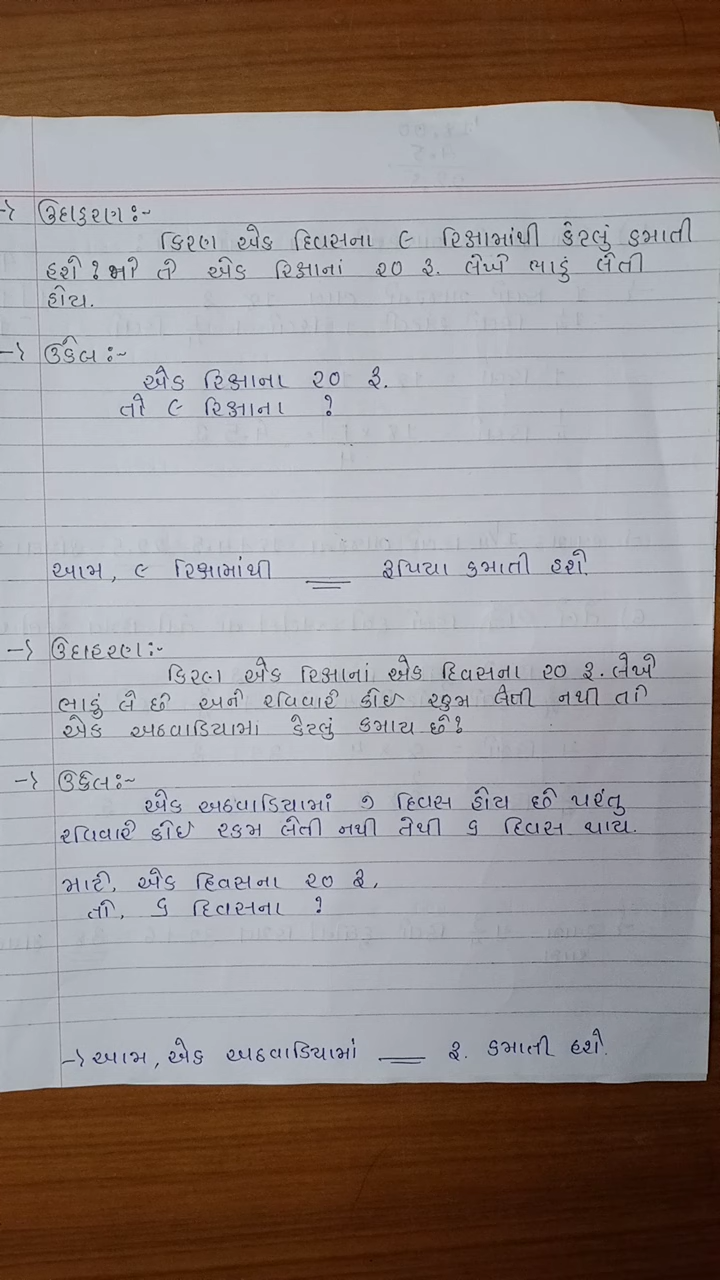 -> ઉદાહરણ:-
કિરણ એક દિવસના ૯ રિક્ષામાંથી કેટલું કમાતી
હશે ? જો તે એક રિક્ષાનાં ૨૦ રૂ. લેખે ભાડું લેતી
હોય.
-> ઉકેલ:-
એક રિક્ષાના ૨૦ રૂ.
તો ૯ રિક્ષાના ?
આમ, ૯ રિક્ષામાંથી ___ રૂપિયા કમાતી હશે.
-> ઉદાહરણ:-
કિરણ એક રિક્ષાનાં એક દિવસના ૨૦ રૂ. લેખે
ભાડું લે છે અને રવિવારે કોઈ રકમ લેતી નથી તો
એક અઠવાડિયામાં કેટલું કમાય છે?
-> ઉકેલ:-
એક અઠવાડિયામાં ૭ દિવસ હોય છે પરંતુ
રવિવારે કોઈ રકમ લેતી નથી તેથી ૬ દિવસ થાય.
માટે, એક દિવસના ૨૦ રૂ.
તો, ૬ દિવસના ?
-> આમ, એક અઠવાડિયામાં ___ રૂ. કમાતી હશે.